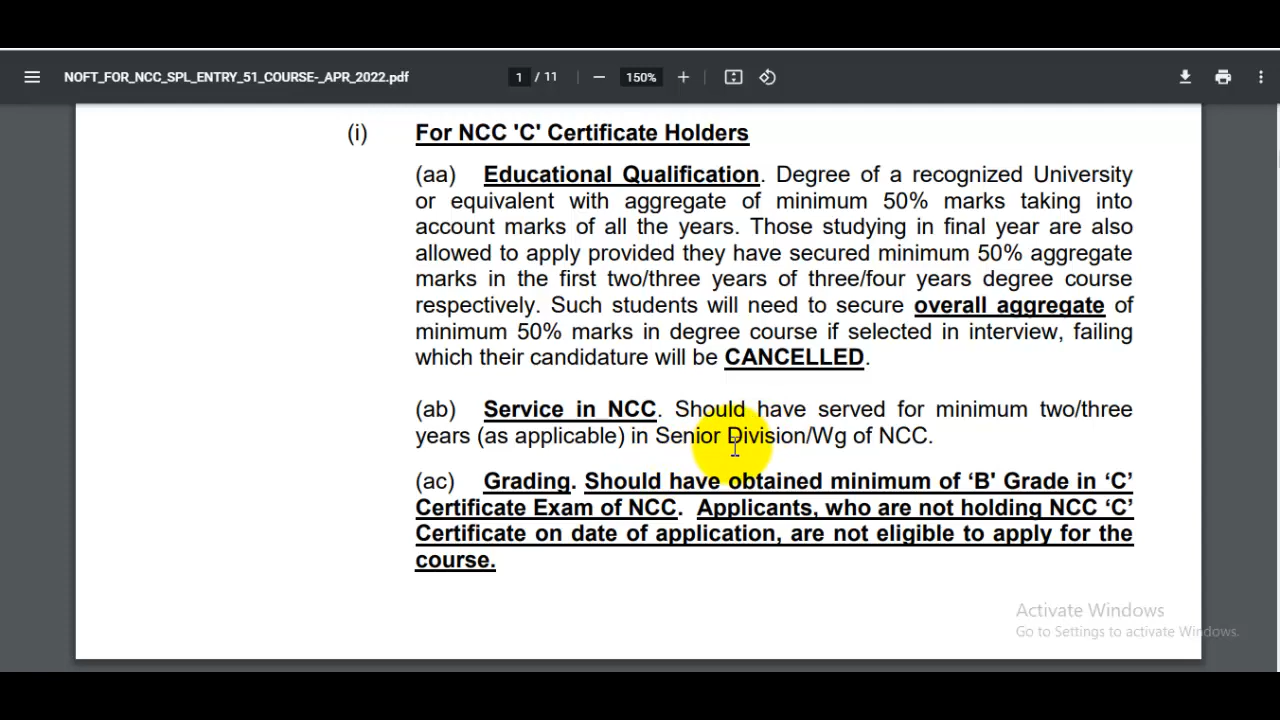 NOFT_FOR_NCC_SPL_ENTRY_51_COURSE-_APR_2022.pdf
1 / 11
150%
(i) For NCC 'C' Certificate Holders
(aa) Educational Qualification. Degree of a recognized University
or equivalent with aggregate of minimum 50% marks taking into
account marks of all the years. Those studying in final year are also
allowed to apply provided they have secured minimum 50% aggregate
marks in the first two/three years of three/four years degree course
respectively. Such students will need to secure overall aggregate of
minimum 50% marks in degree course if selected in interview, failing
which their candidature will be CANCELLED.
(ab) Service in NCC. Should have served for minimum two/three
years (as applicable) in Senior Division/Wg of NCC.
(ac) Grading. Should have obtained minimum of ‘B' Grade in ‘C’
Certificate Exam of NCC. Applicants, who are not holding NCC ‘C’
Certificate on date of application, are not eligible to apply for the
course.
Activate Windows
Go to Settings to activate Windows.